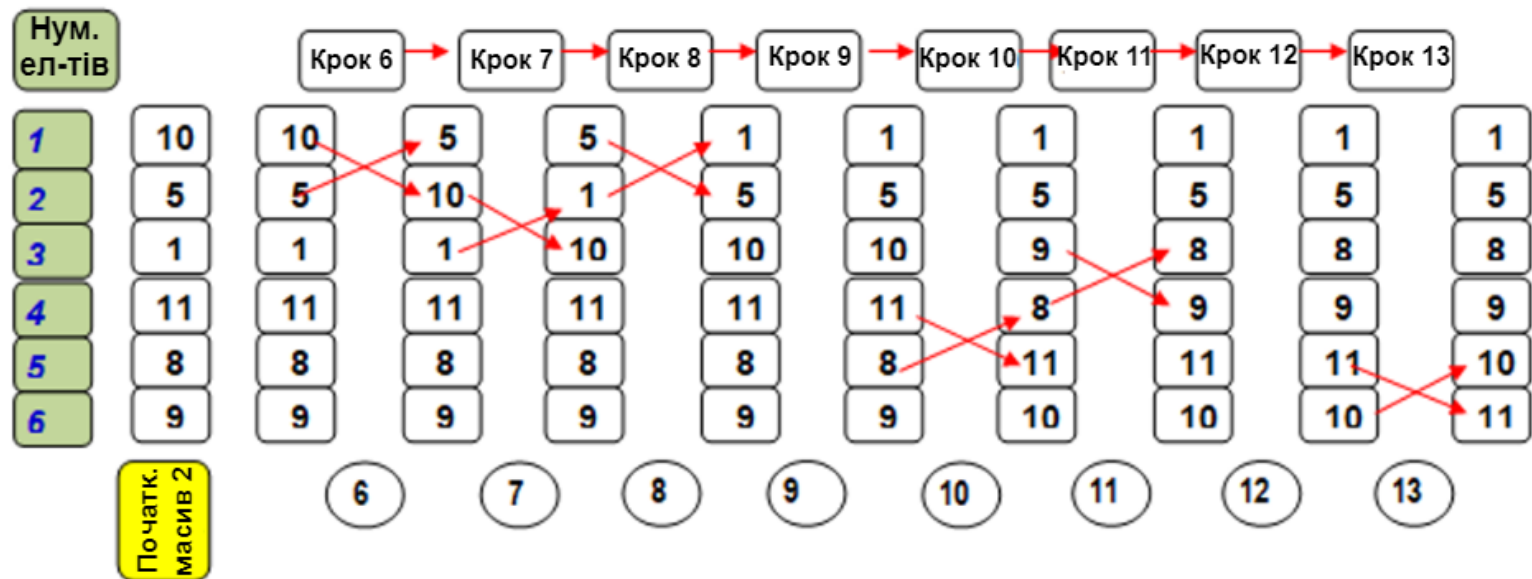 Нум.
ел-тів
Крок 6 Крок 7 Крок 8 Крок 9 Крок 10 Крок 11 Крок 12 Крок 13
1 10 10 5 5 1 1 1 1 1 1
2 5 5 10 1 5 5 5 5 5 5
3 1 1 1 10 10 10 9 8 8 8
4 11 11 11 11 11 11 8 9 9 9
5 8 8 8 8 8 8 11 11 11 10
6 9 9 9 9 9 9 10 10 10 11
Початк.
масив 2
6 7 8 9 10 11 12 13